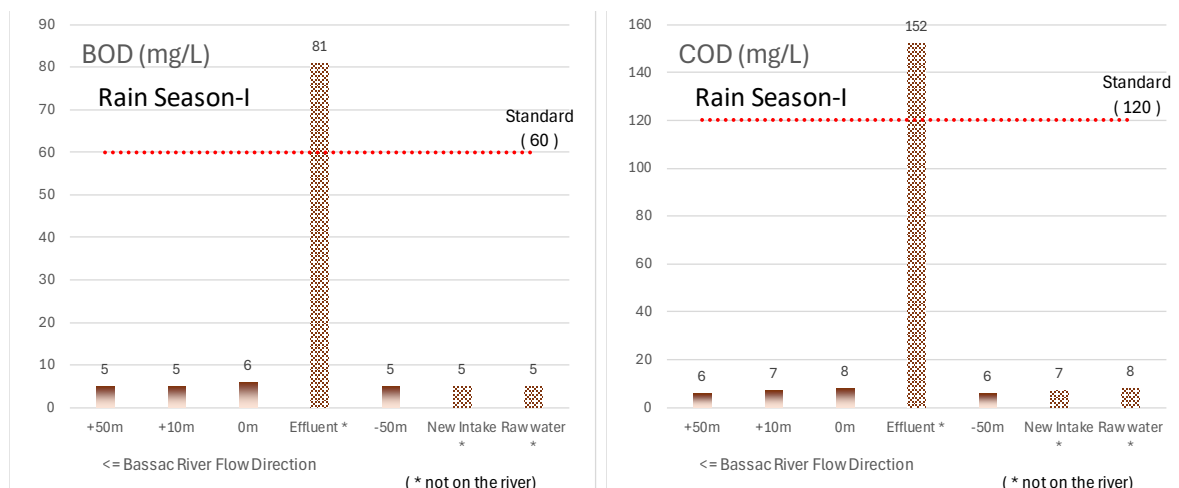 BOD (mg/L)
Rain Season-I
Standard
( 60 )
90
80
70
60
50
40
30
20
10
0
5
5
6
81
5
5
5
+50m
+10m
0m
Effluent *
-50m
New Intake *
Raw water *
<= Bassac River Flow Direction
( * not on the river)
COD (mg/L)
Rain Season-I
Standard
( 120 )
160
140
120
100
80
60
40
20
0
6
7
8
152
6
7
8
+50m
+10m
0m
Effluent *
-50m
New Intake *
Raw water *
<= Bassac River Flow Direction
( * not on the river)